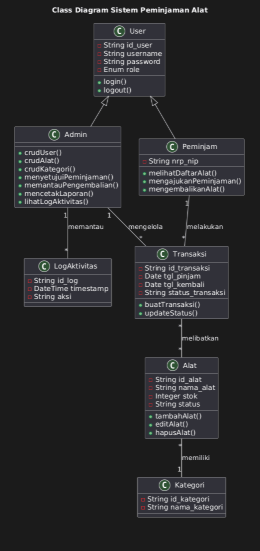 Class Diagram Sistem Peminjaman Alat
C User
String id_user
String username
String password
Enum role
login()
logout()
C Admin
crudUser()
crudAlat()
crudKategori()
menyetujuiPeminjaman()
memantauPengembalian()
mencetakLaporan()
lihatLogAktivitas()
C Peminjam
String nrp_nip
melihatDaftarAlat()
mengajukanPeminjaman()
mengembalikanAlat()
1 1 1
memantau mengelola melakukan
* * *
C LogAktivitas
String id_log
DateTime timestamp
String aksi
C Transaksi
String id_transaksi
Date tgl_pinjam
Date tgl_kembali
String status_transaksi
buatTransaksi()
updateStatus()
*
melibatkan
*
C Alat
String id_alat
String nama_alat
Integer stok
String status
tambahAlat()
editAlat()
hapusAlat()
*
memiliki
1
C Kategori
String id_kategori
String nama_kategori